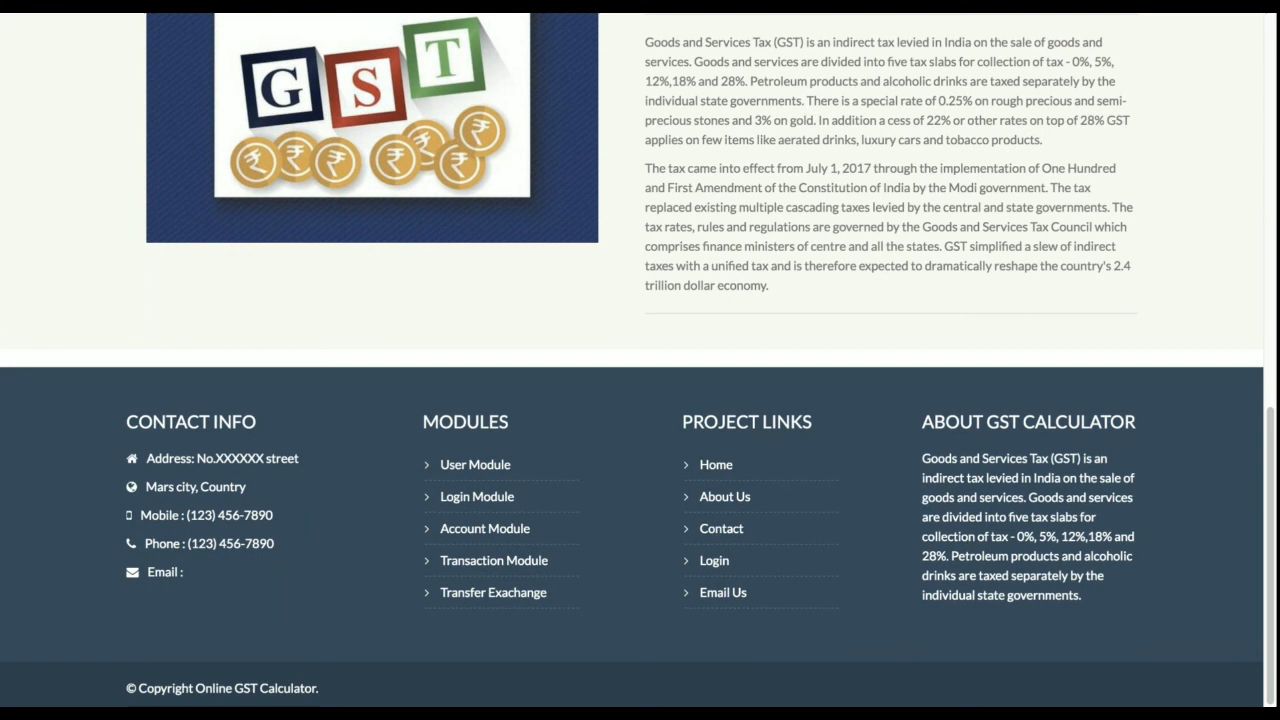 G S T
Goods and Services Tax (GST) is an indirect tax levied in India on the sale of goods and
services. Goods and services are divided into five tax slabs for collection of tax - 0%, 5%,
12%,18% and 28%. Petroleum products and alcoholic drinks are taxed separately by the
individual state governments. There is a special rate of 0.25% on rough precious and semi-
precious stones and 3% on gold. In addition a cess of 22% or other rates on top of 28% GST
applies on few items like aerated drinks, luxury cars and tobacco products.
The tax came into effect from July 1, 2017 through the implementation of One Hundred
and First Amendment of the Constitution of India by the Modi government. The tax
replaced existing multiple cascading taxes levied by the central and state governments. The
tax rates, rules and regulations are governed by the Goods and Services Tax Council which
comprises finance ministers of centre and all the states. GST simplified a slew of indirect
taxes with a unified tax and is therefore expected to dramatically reshape the country's 2.4
trillion dollar economy.
CONTACT INFO
Address: No.XXXXXX street
Mars city, Country
Mobile : (123) 456-7890
Phone : (123) 456-7890
Email :
MODULES
User Module
Login Module
Account Module
Transaction Module
Transfer Exachange
PROJECT LINKS
Home
About Us
Contact
Login
Email Us
ABOUT GST CALCULATOR
Goods and Services Tax (GST) is an
indirect tax levied in India on the sale of
goods and services. Goods and services
are divided into five tax slabs for
collection of tax - 0%, 5%, 12%,18% and
28%. Petroleum products and alcoholic
drinks are taxed separately by the
individual state governments.
© Copyright Online GST Calculator.